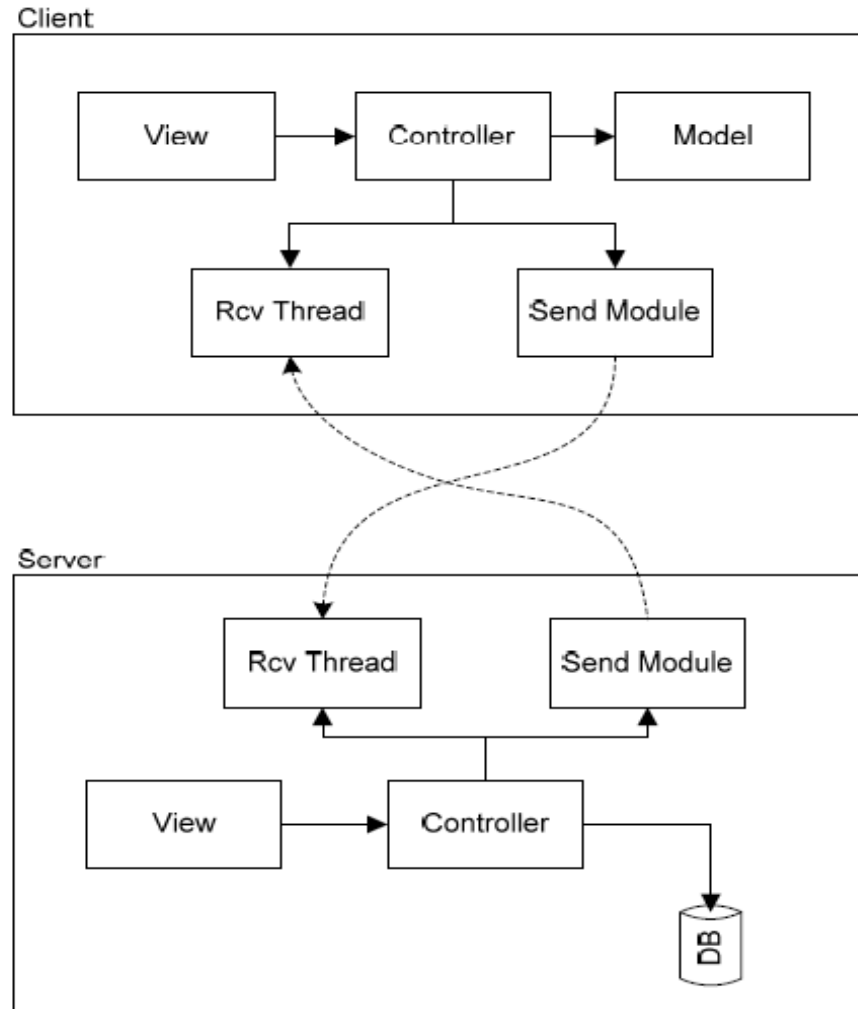 Client
View
Controller
Model
Rcv Thread
Send Module
Server
Rcv Thread
Send Module
View
Controller
DB